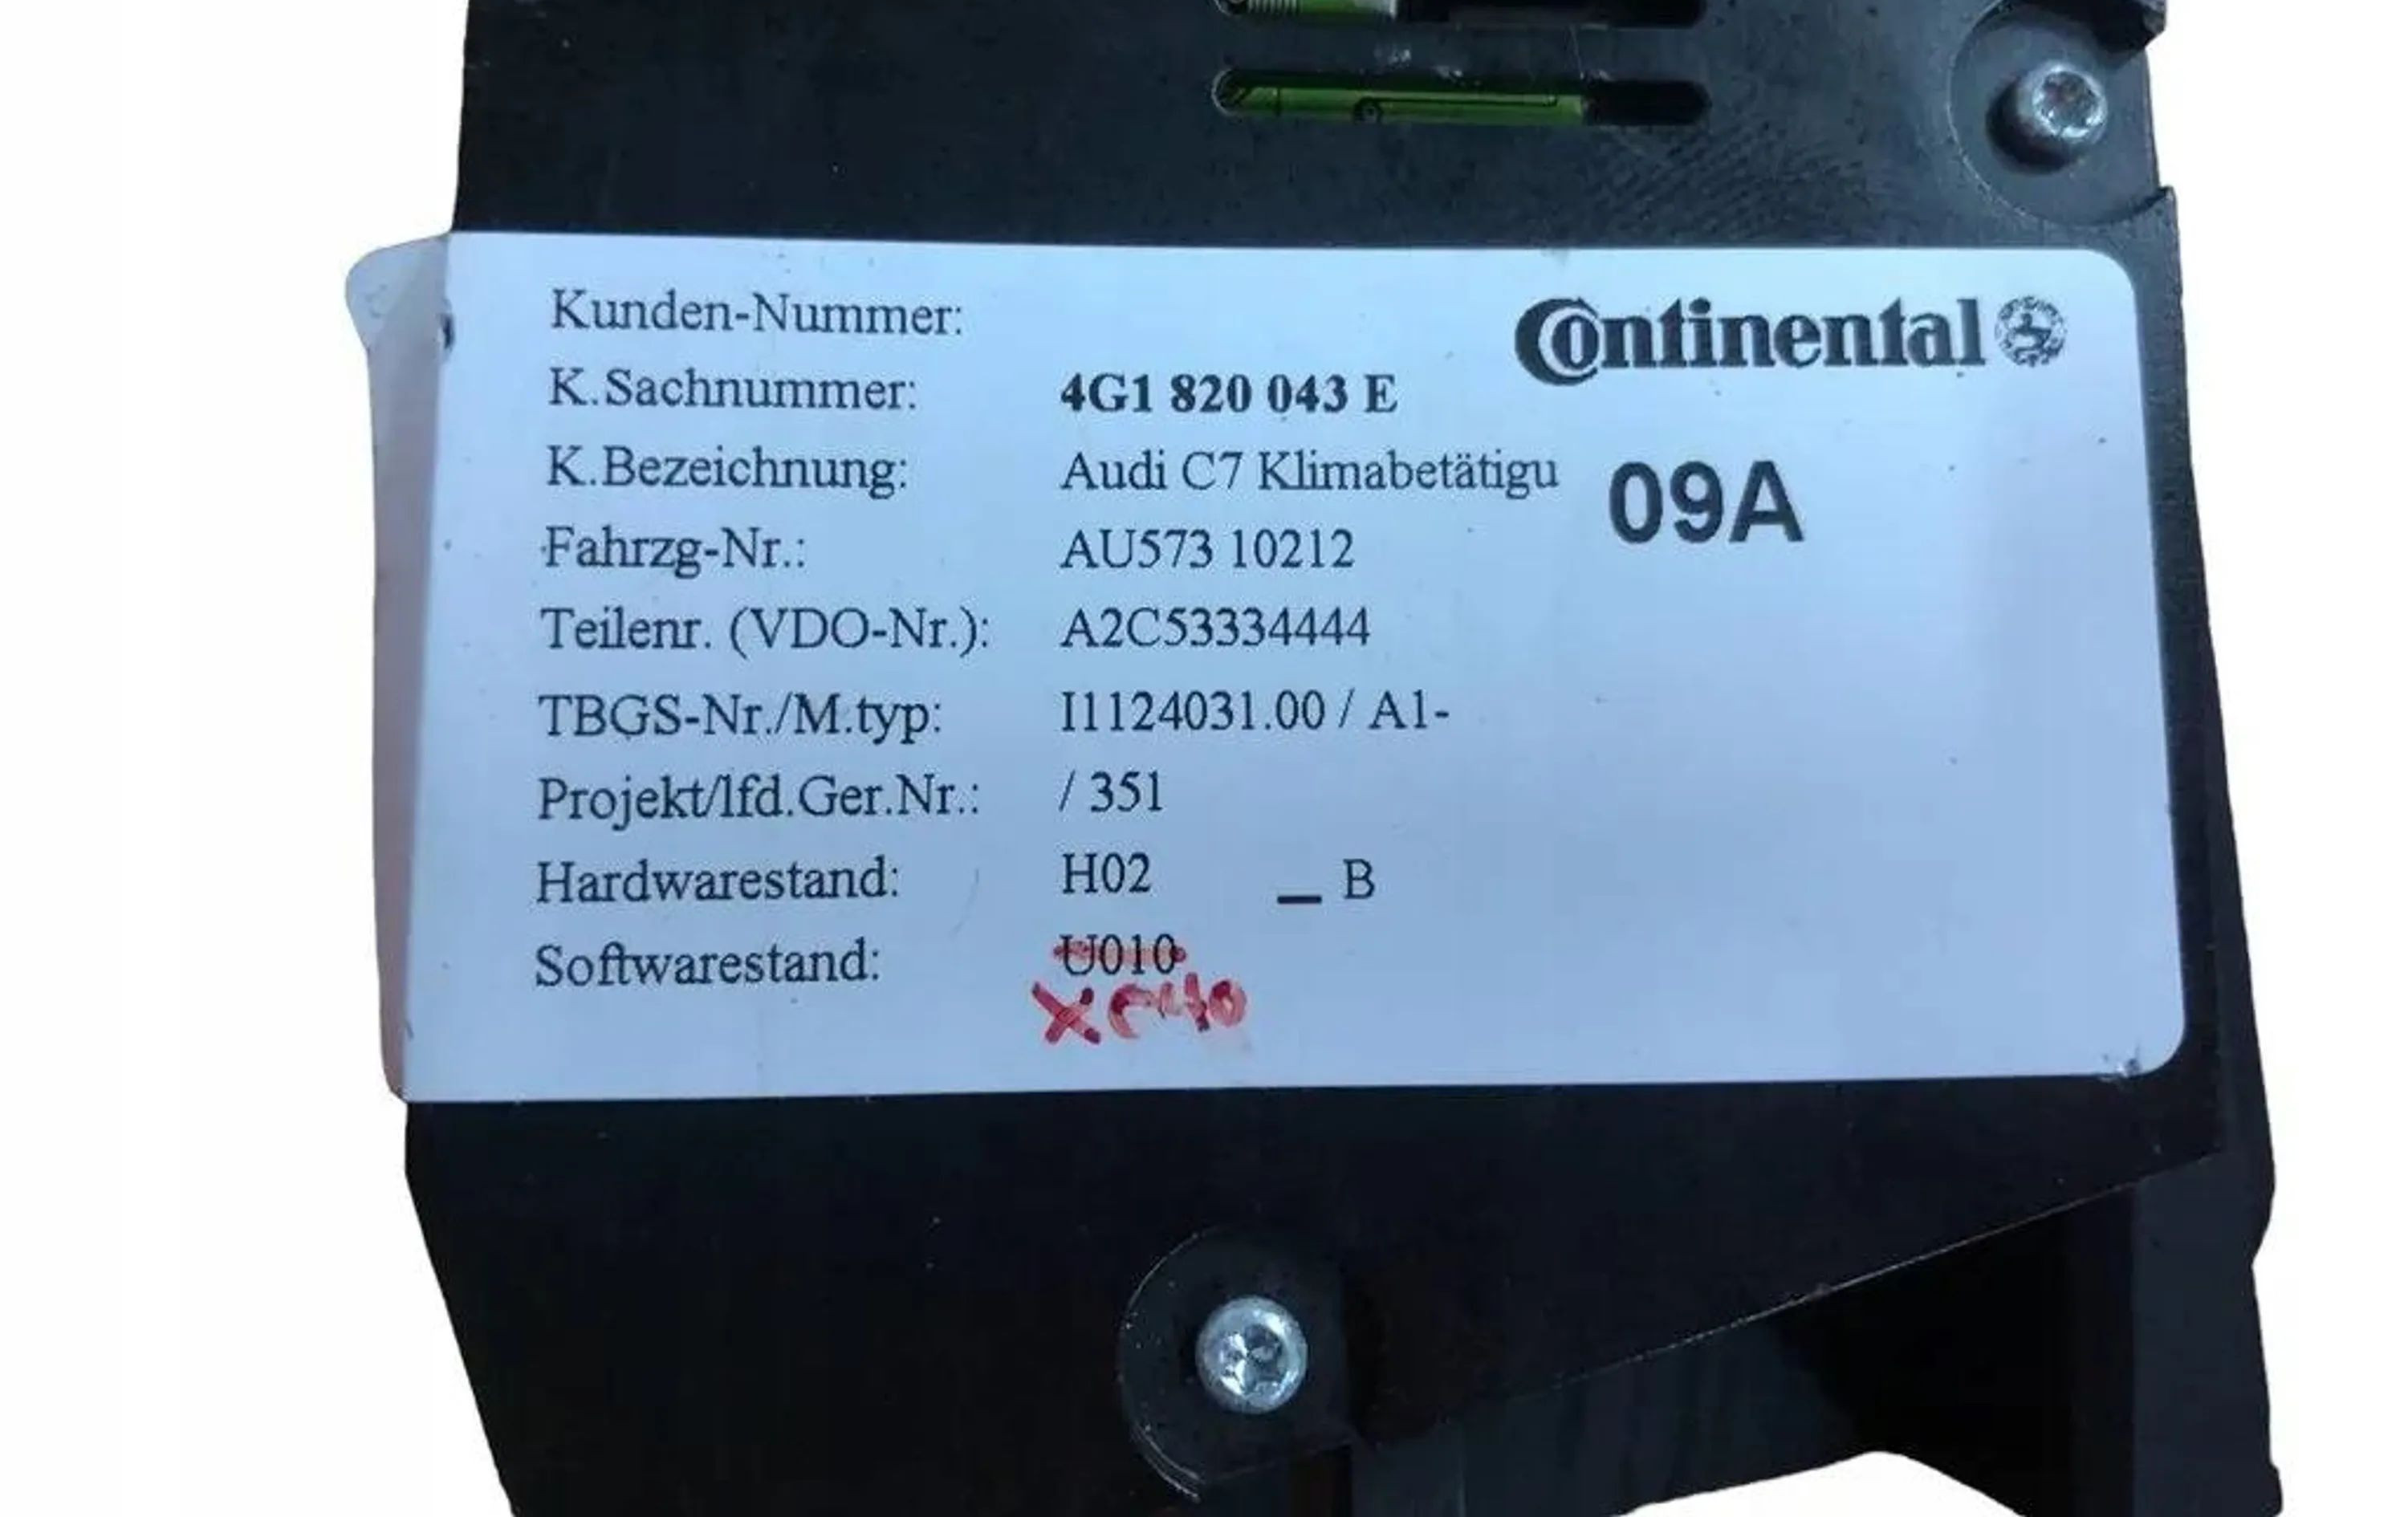 Continental
Kunden-Nummer:
K.Sachnummer: 4G1 820 043 E
K.Bezeichnung: Audi C7 Klimabetätigu 09A
Fahrzg-Nr.: AU573 10212
Teilenr. (VDO-Nr.): A2C53334444
TBGS-Nr./M.typ: I1124031.00 / A1-
Projekt/lfd.Ger.Nr.: / 351
Hardwarestand: H02 _ B
Softwarestand: U010